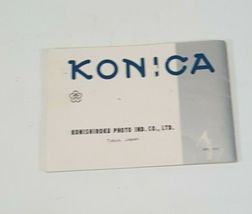 KONICA
KONISHIROKU PHOTO IND. CO., LTD.
Tokyo, Japan